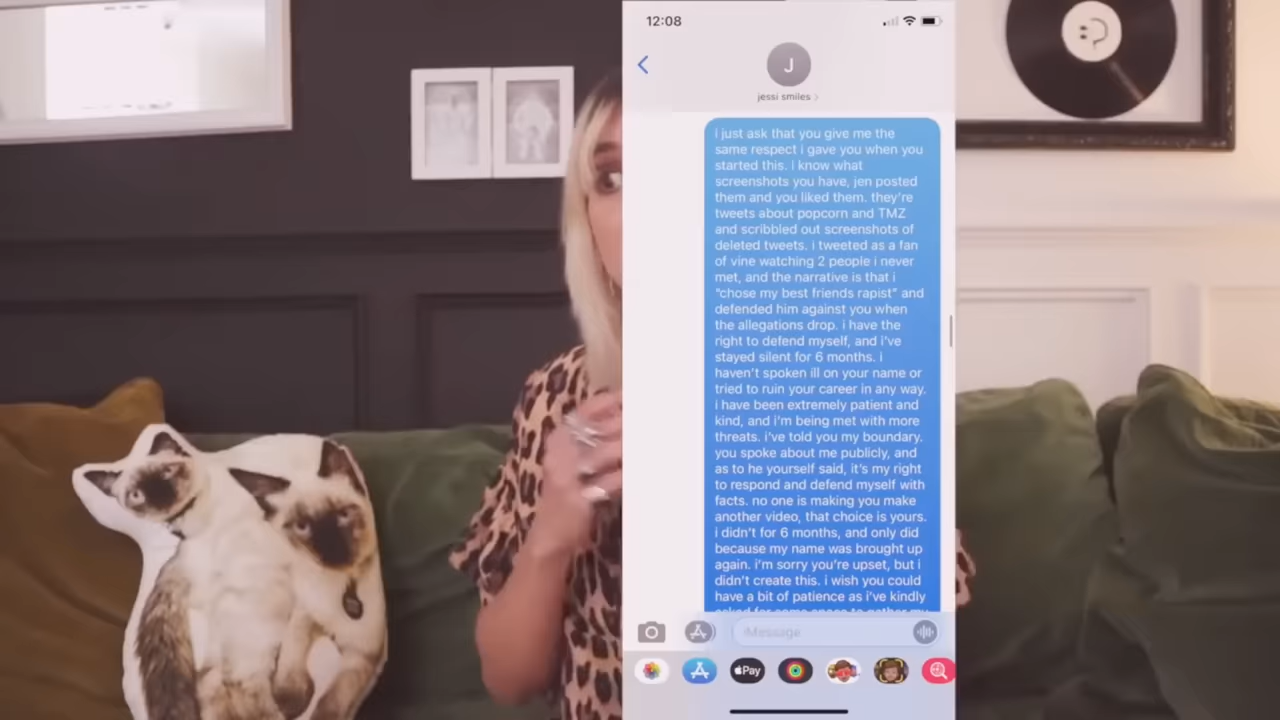 12:08
J
jessi smiles
i just ask that you give me the
same respect i gave you when you
started this. i know what
screenshots you have, jen posted
them and you liked them. they're
tweets about popcorn and TMZ
and scribbled out screenshots of
deleted tweets. i tweeted as a fan
of vine watching 2 people i never
met, and the narrative is that i
"chose my best friends rapist" and
defended him against you when
the allegations drop. i have the
right to defend myself, and i've
stayed silent for 6 months. i
haven't spoken ill on your name or
tried to ruin your career in any way.
i have been extremely patient and
kind, and i'm being met with more
threats. i've told you my boundary.
you spoke about me publicly, and
as to he yourself said, it's my right
to respond and defend myself with
facts. no one is making you make
another video, that choice is yours.
i didn't for 6 months, and only did
because my name was brought up
again. i'm sorry you're upset, but i
didn't create this. i wish you could
have a bit of patience as i've kindly
asked for some space to gather my
iMessage
Pay